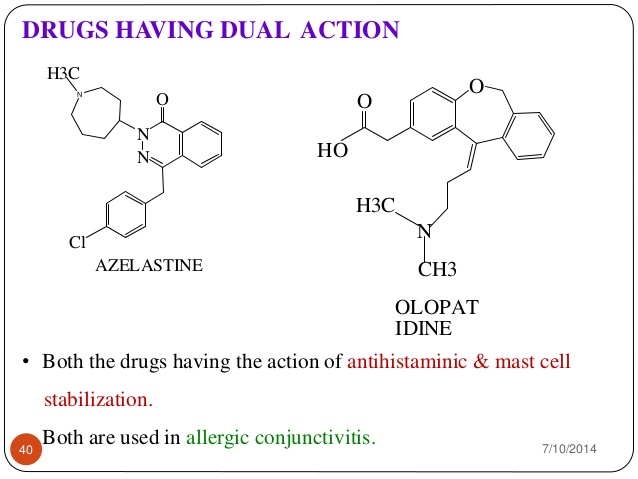 DRUGS HAVING DUAL ACTION
H3C
N
O
N
N
Cl
AZELASTINE
O
O
HO
H3C
N
CH3
OLOPAT
IDINE
• Both the drugs having the action of antihistaminic & mast cell
stabilization.
Both are used in allergic conjunctivitis.
40
7/10/2014